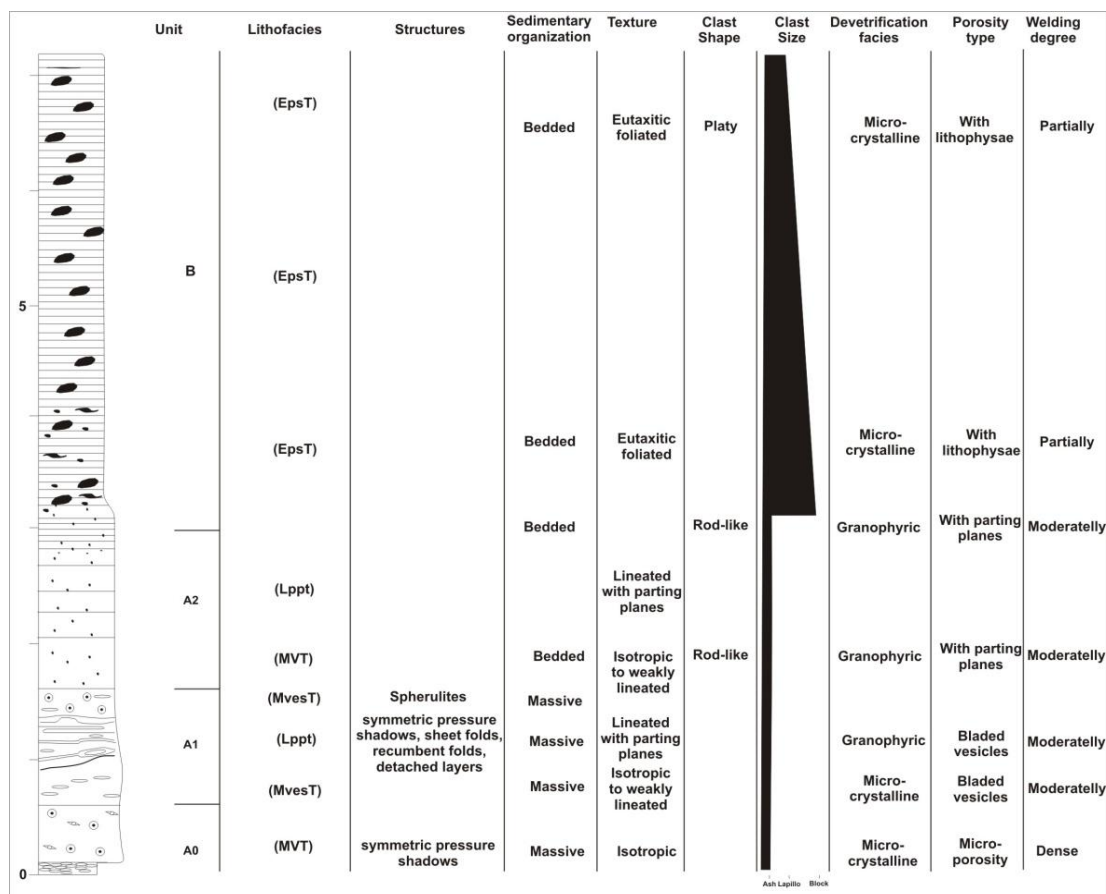 Unit Lithofacies Structures Sedimentary organization Texture Clast Shape Clast Size Devetrification facies Porosity type Welding degree
(EpsT)
Bedded Eutaxitic foliated Platy Micro-crystalline With lithophysae Partially
B
(EpsT)
5
(EpsT) Bedded Eutaxitic foliated Micro-crystalline With lithophysae Partially
Bedded Rod-like Granophyric With parting planes Moderatelly
A2 (Lppt) Lineated with parting planes
(MVT) Bedded Isotropic to weakly lineated Rod-like Granophyric With parting planes Moderatelly
(MvesT) Spherulites Massive
A1 (Lppt) symmetric pressure shadows, sheet folds, recumbent folds, detached layers Massive Lineated with parting planes Granophyric Bladed vesicles Moderatelly
(MvesT) Massive Isotropic to weakly lineated Micro-crystalline Bladed vesicles Moderatelly
A0 (MVT) symmetric pressure shadows Massive Isotropic Micro-crystalline Micro-porosity Dense
0
Ash Lapillo Block